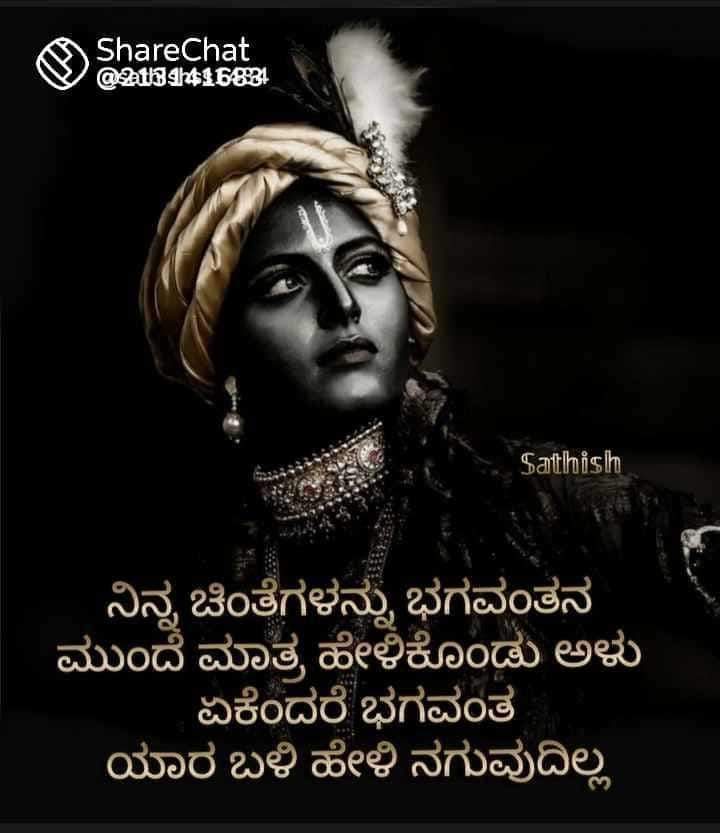 ShareChat
Sathish
ನಿನ್ನ ಚಿಂತೆಗಳನ್ನು ಭಗವಂತನ
ಮುಂದೆ ಮಾತ್ರ ಹೇಳಿಕೊಂಡು ಅಳು
ಏಕೆಂದರೆ ಭಗವಂತ
ಯಾರ ಬಳಿ ಹೇಳಿ ನಗುವುದಿಲ್ಲ